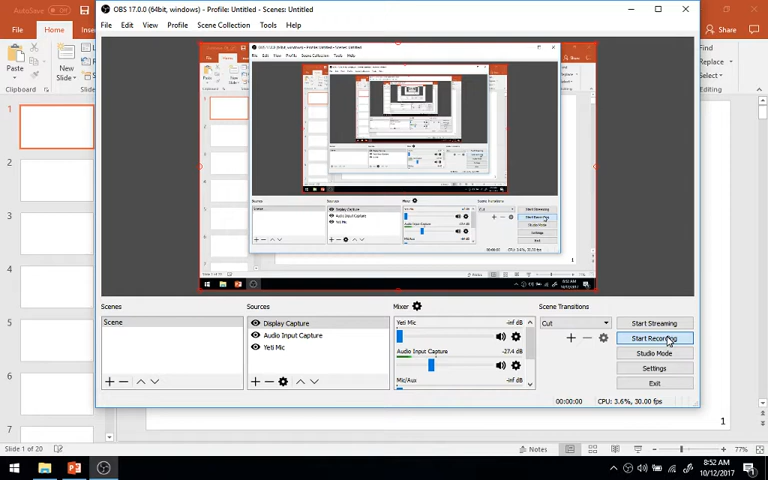 AutoSave
OBS 17.0.0 (64bit, windows) - Profile: Untitled - Scenes: Untitled
File
Home
File Edit View Profile Scene Collection Tools Help
Paste
New
Slide
Clipboard
Find
Replace
Select
Editing
1
2
3
4
5
6
7
Scenes
Sources
Mixer
Scene Transitions
Scene
Display Capture
Audio Input Capture
Yeti Mic
Yeti Mic -inf dB
Audio Input Capture -27.4 dB
Mic/Aux -inf dB
Cut
Start Streaming
Start Recording
Studio Mode
Settings
Exit
00:00:00 CPU: 3.6%, 30.00 fps
1
Slide 1 of 20
Notes
77%
8:52 AM
10/12/2017